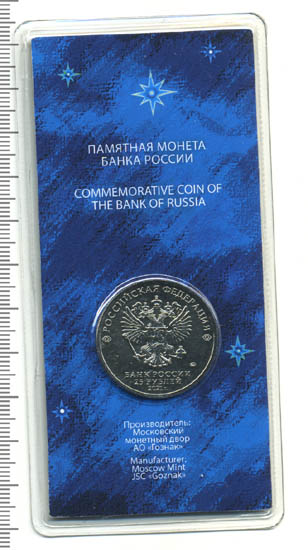 ПАМЯТНАЯ МОНЕТА
БАНКА РОССИИ
COMMEMORATIVE COIN OF
THE BANK OF RUSSIA
РОССИЙСКАЯ ФЕДЕРАЦИЯ
БАНК РОССИИ
25 РУБЛЕЙ
Производитель:
Московский
монетный двор
АО «Гознак»
Manufacturer:
Moscow Mint
JSC «Goznak»